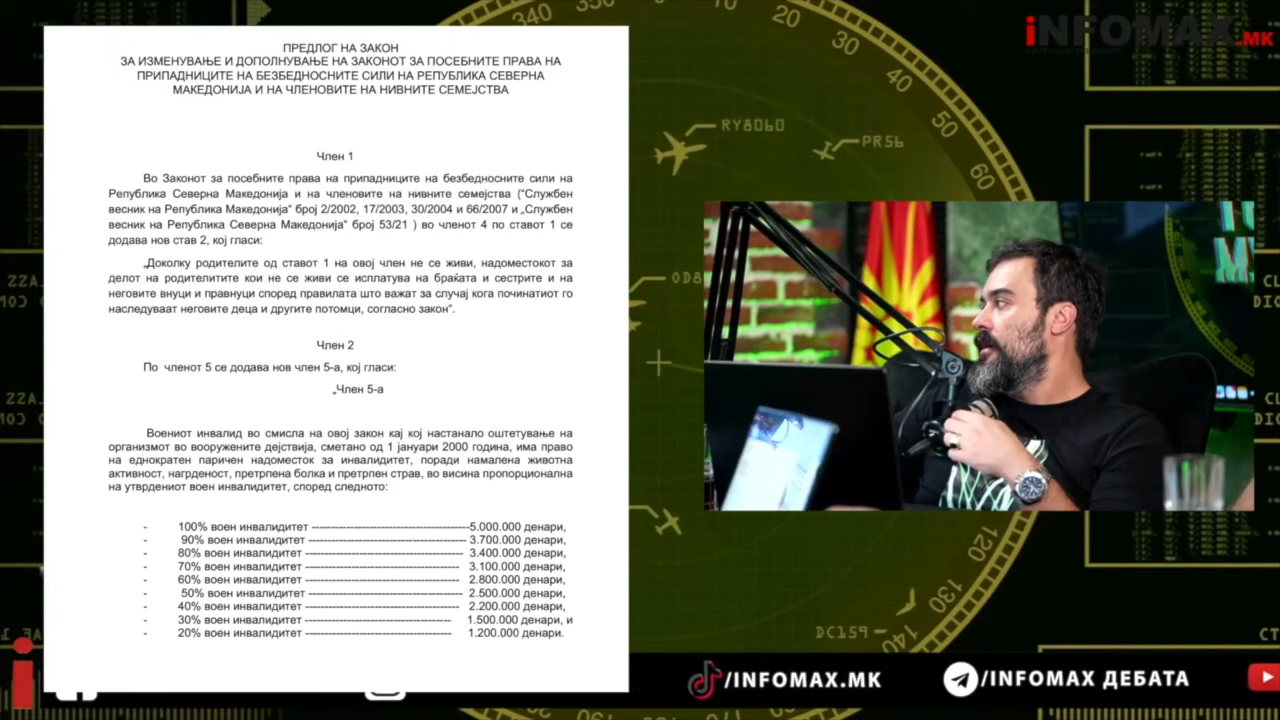 ПРЕДЛОГ НА ЗАКОН
ЗА ИЗМЕНУВАЊЕ И ДОПОЛНУВАЊЕ НА ЗАКОНОТ ЗА ПОСЕБНИТЕ ПРАВА НА
ПРИПАДНИЦИТЕ НА БЕЗБЕДНОСНИТЕ СИЛИ НА РЕПУБЛИКА СЕВЕРНА
МАКЕДОНИЈА И НА ЧЛЕНОВИТЕ НА НИВНИТЕ СЕМЕЈСТВА
Член 1
Во Законот за посебните права на припадниците на безбедносните сили на
Република Северна Македонија и на членовите на нивните семејства (“Службен
весник на Република Македонија“ број 2/2002, 17/2003, 30/2004 и 66/2007 и „Службен
весник на Република Северна Македонија“ број 53/21 ) во членот 4 по ставот 1 се
додава нов став 2, кој гласи:
„Доколку родителите од ставот 1 на овој член не се живи, надоместокот за
делот на родителитите кои не се живи се исплатува на браќата и сестрите и на
неговите внуци и правнуци според правилата што важат за случај кога починатиот го
наследуваат неговите деца и другите потомци, согласно закон“.
Член 2
По членот 5 се додава нов член 5-а, кој гласи:
„Член 5-а
Воениот инвалид во смисла на овој закон кај кој настанало оштетување на
организмот во вооружените дејствија, сметано од 1 јануари 2000 година, има право
на еднократен паричен надоместок за инвалидитет, поради намалена животна
активност, нагрденост, претрпена болка и претрпен страв, во висина пропорционална
на утврдениот воен инвалидитет, според следното:
- 100% воен инвалидитет ----------------------------------------5.000.000 денари,
- 90% воен инвалидитет ---------------------------------------- 3.700.000 денари,
- 80% воен инвалидитет --------------------------------------- 3.400.000 денари,
- 70% воен инвалидитет --------------------------------------- 3.100.000 денари,
- 60% воен инвалидитет --------------------------------------- 2.800.000 денари,
- 50% воен инвалидитет --------------------------------------- 2.500.000 денари,
- 40% воен инвалидитет --------------------------------------- 2.200.000 денари,
- 30% воен инвалидитет ------------------------------------- 1.500.000 денари, и
- 20% воен инвалидитет ------------------------------------- 1.200.000 денари.
iNFOMAX.МК
340
350
10
20
30
40
50
60
RY8060
PR56
OD8
120
130
140
DC159
/INFOMAX.MK
/INFOMAX ДЕБАТА